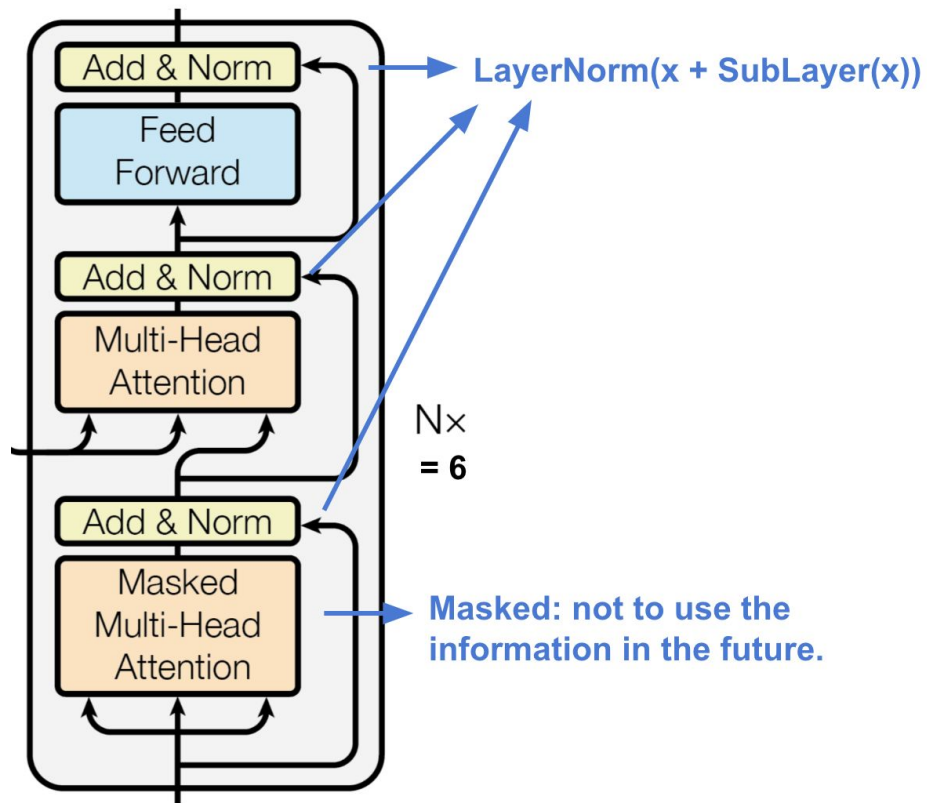 Add & Norm
LayerNorm(x + SubLayer(x))
Feed
Forward
Add & Norm
Multi-Head
Attention
N×
= 6
Add & Norm
Masked
Multi-Head
Attention
Masked: not to use the
information in the future.